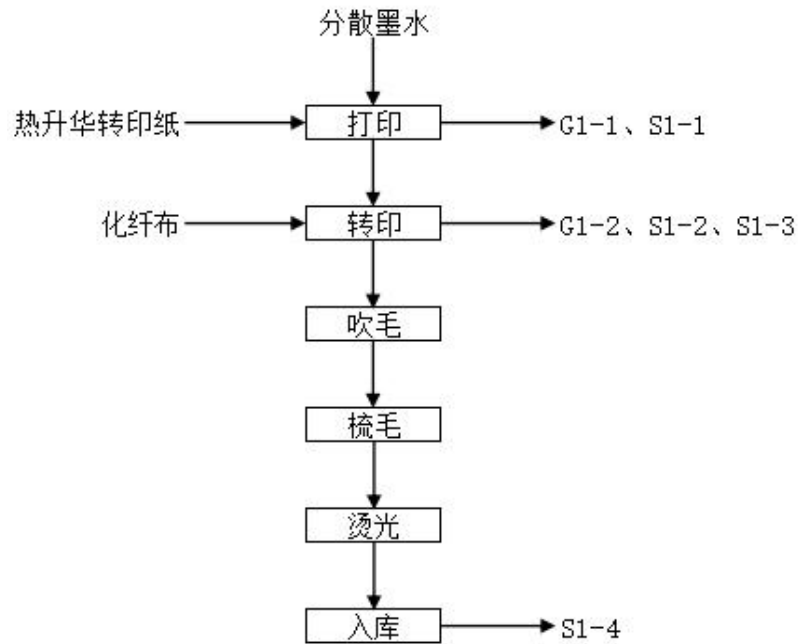 分散墨水
热升华转印纸
打印
G1-1、S1-1
化纤布
转印
G1-2、S1-2、S1-3
吹毛
梳毛
烫光
入库
S1-4